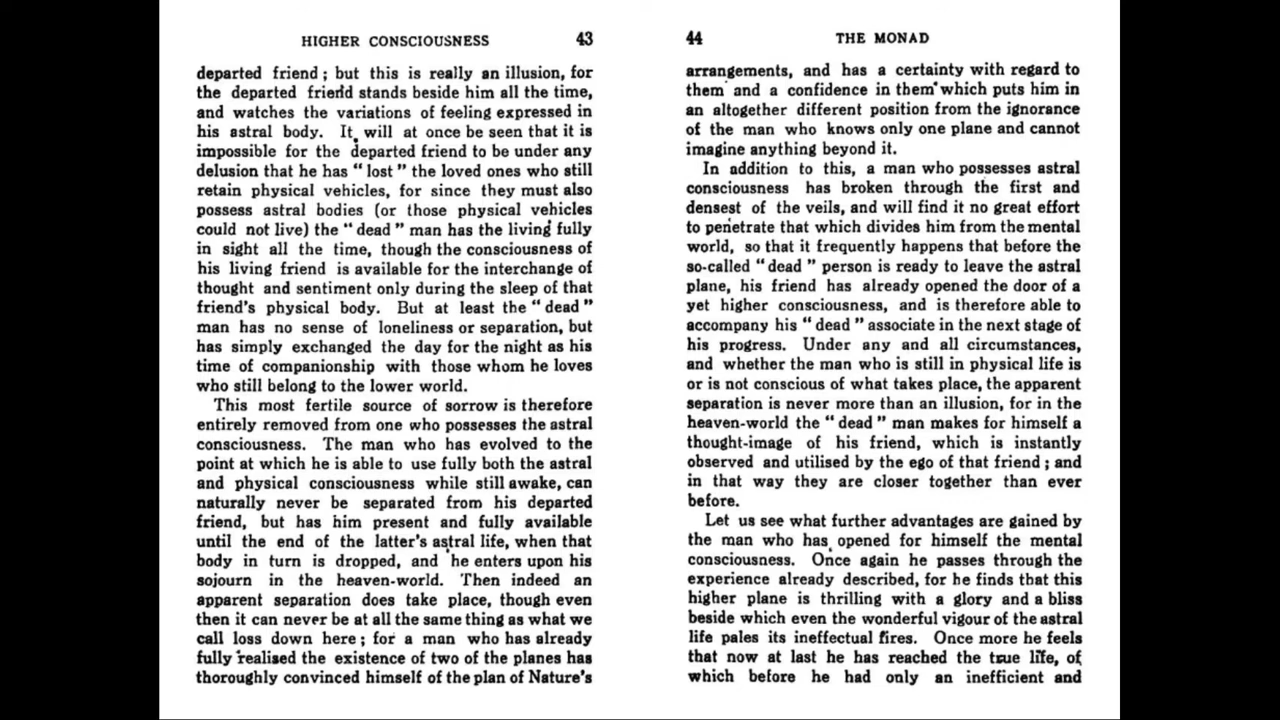 HIGHER CONSCIOUSNESS 43
departed friend ; but this is really an illusion, for
the departed friend stands beside him all the time,
and watches the variations of feeling expressed in
his astral body. It will at once be seen that it is
impossible for the departed friend to be under any
delusion that he has “ lost ” the loved ones who still
retain physical vehicles, for since they must also
possess astral bodies (or those physical vehicles
could not live) the “ dead ” man has the living fully
in sight all the time, though the consciousness of
his living friend is available for the interchange of
thought and sentiment only during the sleep of that
friend's physical body. But at least the “ dead ”
man has no sense of loneliness or separation, but
has simply exchanged the day for the night as his
time of companionship with those whom he loves
who still belong to the lower world.
This most fertile source of sorrow is therefore
entirely removed from one who possesses the astral
consciousness. The man who has evolved to the
point at which he is able to use fully both the astral
and physical consciousness while still awake, can
naturally never be separated from his departed
friend, but has him present and fully available
until the end of the latter's astral life, when that
body in turn is dropped, and he enters upon his
sojourn in the heaven-world. Then indeed an
apparent separation does take place, though even
then it can never be at all the same thing as what we
call loss down here ; for a man who has already
fully realised the existence of two of the planes has
thoroughly convinced himself of the plan of Nature's
44 THE MONAD
arrangements, and has a certainty with regard to
them and a confidence in them which puts him in
an altogether different position from the ignorance
of the man who knows only one plane and cannot
imagine anything beyond it.
In addition to this, a man who possesses astral
consciousness has broken through the first and
densest of the veils, and will find it no great effort
to penetrate that which divides him from the mental
world, so that it frequently happens that before the
so-called “ dead ” person is ready to leave the astral
plane, his friend has already opened the door of a
yet higher consciousness, and is therefore able to
accompany his “ dead ” associate in the next stage of
his progress. Under any and all circumstances,
and whether the man who is still in physical life is
or is not conscious of what takes place, the apparent
separation is never more than an illusion, for in the
heaven-world the “ dead ” man makes for himself a
thought-image of his friend, which is instantly
observed and utilised by the ego of that friend ; and
in that way they are closer together than ever
before.
Let us see what further advantages are gained by
the man who has opened for himself the mental
consciousness. Once again he passes through the
experience already described, for he finds that this
higher plane is thrilling with a glory and a bliss
beside which even the wonderful vigour of the astral
life pales its ineffectual fires. Once more he feels
that now at last he has reached the true life, of
which before he had only an inefficient and